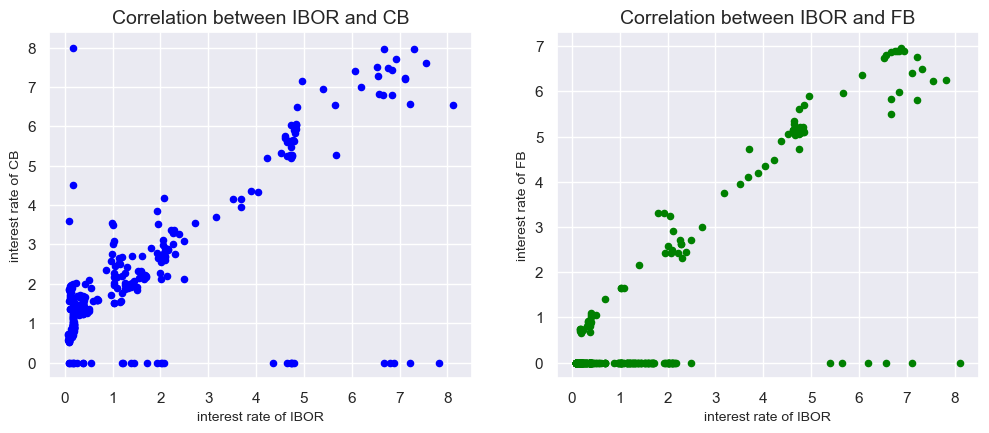 Correlation between IBOR and CB
8
7
6
5
4
3
2
1
0
interest rate of CB
0 1 2 3 4 5 6 7 8
interest rate of IBOR
Correlation between IBOR and FB
7
6
5
4
3
2
1
0
interest rate of FB
0 1 2 3 4 5 6 7 8
interest rate of IBOR